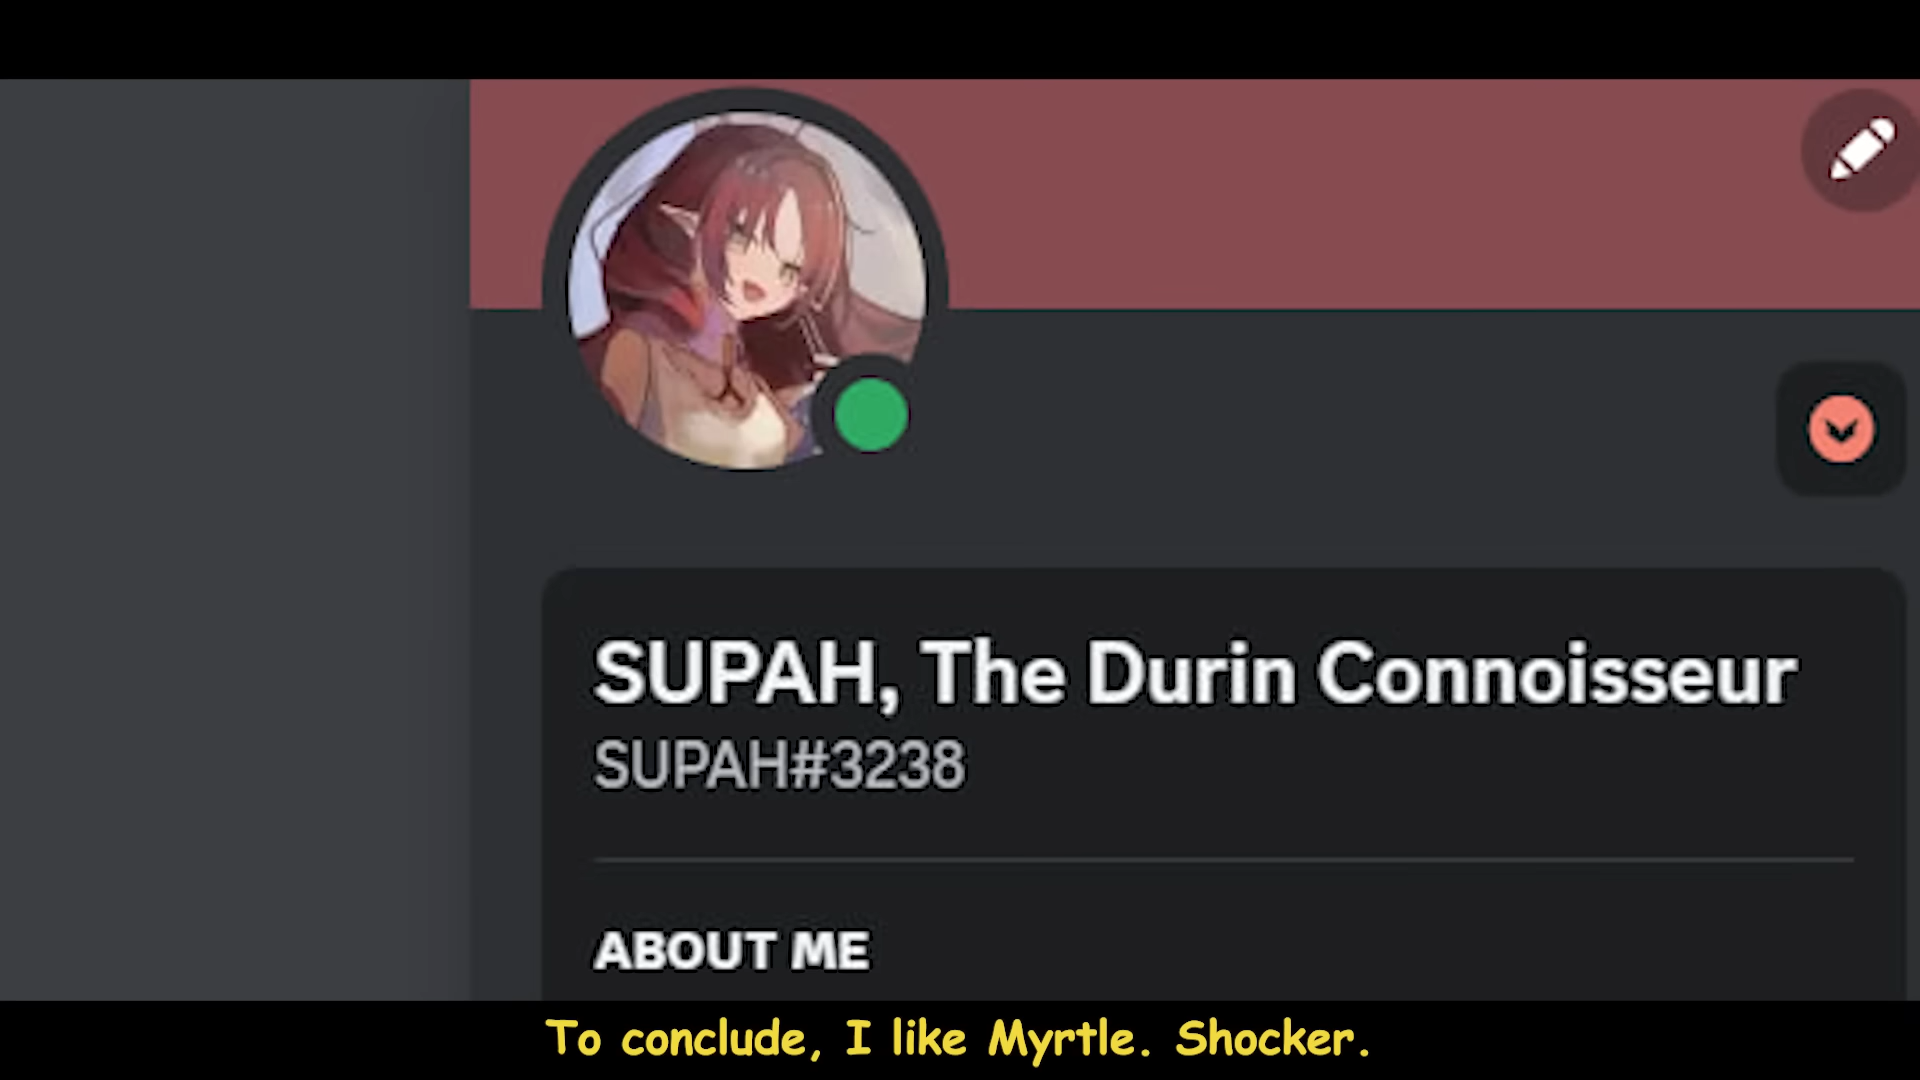 SUPAH, The Durin Connoisseur
SUPAH#3238
ABOUT ME
To conclude, I like Myrtle. Shocker.